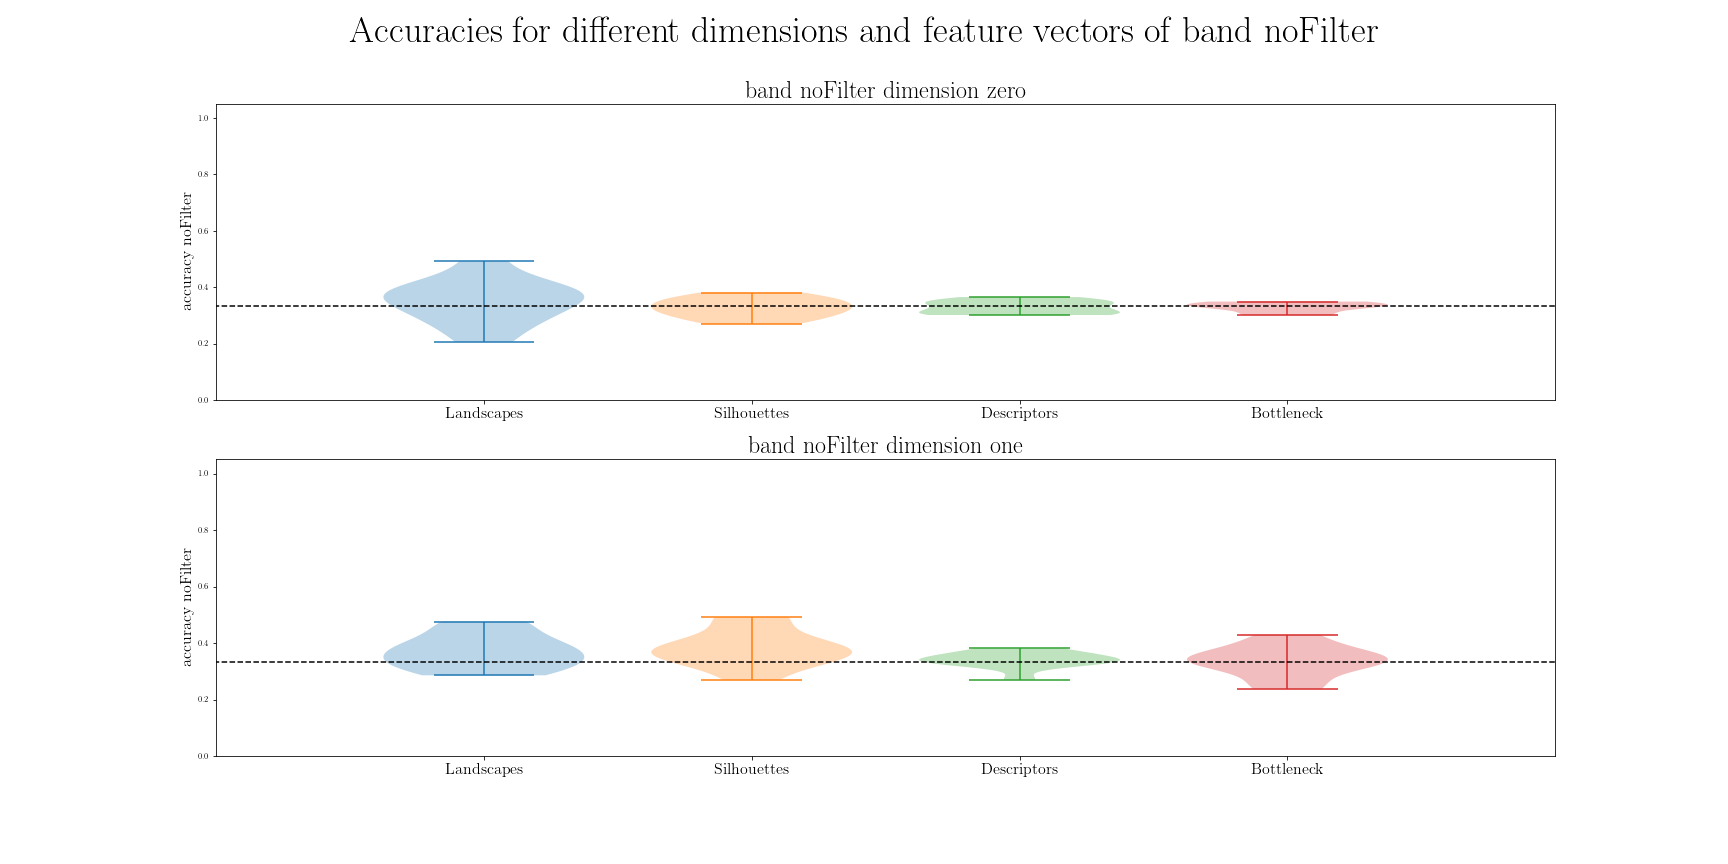 Accuracies for different dimensions and feature vectors of band noFilter
band noFilter dimension zero
accuracy noFilter
1.0
0.8
0.6
0.4
0.2
0.0
Landscapes Silhouettes Descriptors Bottleneck
band noFilter dimension one
accuracy noFilter
1.0
0.8
0.6
0.4
0.2
0.0
Landscapes Silhouettes Descriptors Bottleneck